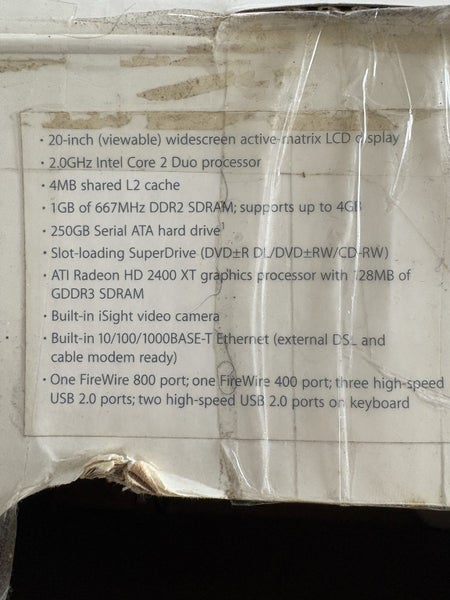 • 20-inch (viewable) widescreen active-matrix LCD display
• 2.0GHz Intel Core 2 Duo processor
• 4MB shared L2 cache
• 1GB of 667MHz DDR2 SDRAM; supports up to 4GB
• 250GB Serial ATA hard drive¹
• Slot-loading SuperDrive (DVD±R DL/DVD±RW/CD-RW)
• ATI Radeon HD 2400 XT graphics processor with 128MB of
GDDR3 SDRAM
• Built-in iSight video camera
• Built-in 10/100/1000BASE-T Ethernet (external DSL and
cable modem ready)
• One FireWire 800 port; one FireWire 400 port; three high-speed
USB 2.0 ports; two high-speed USB 2.0 ports on keyboard